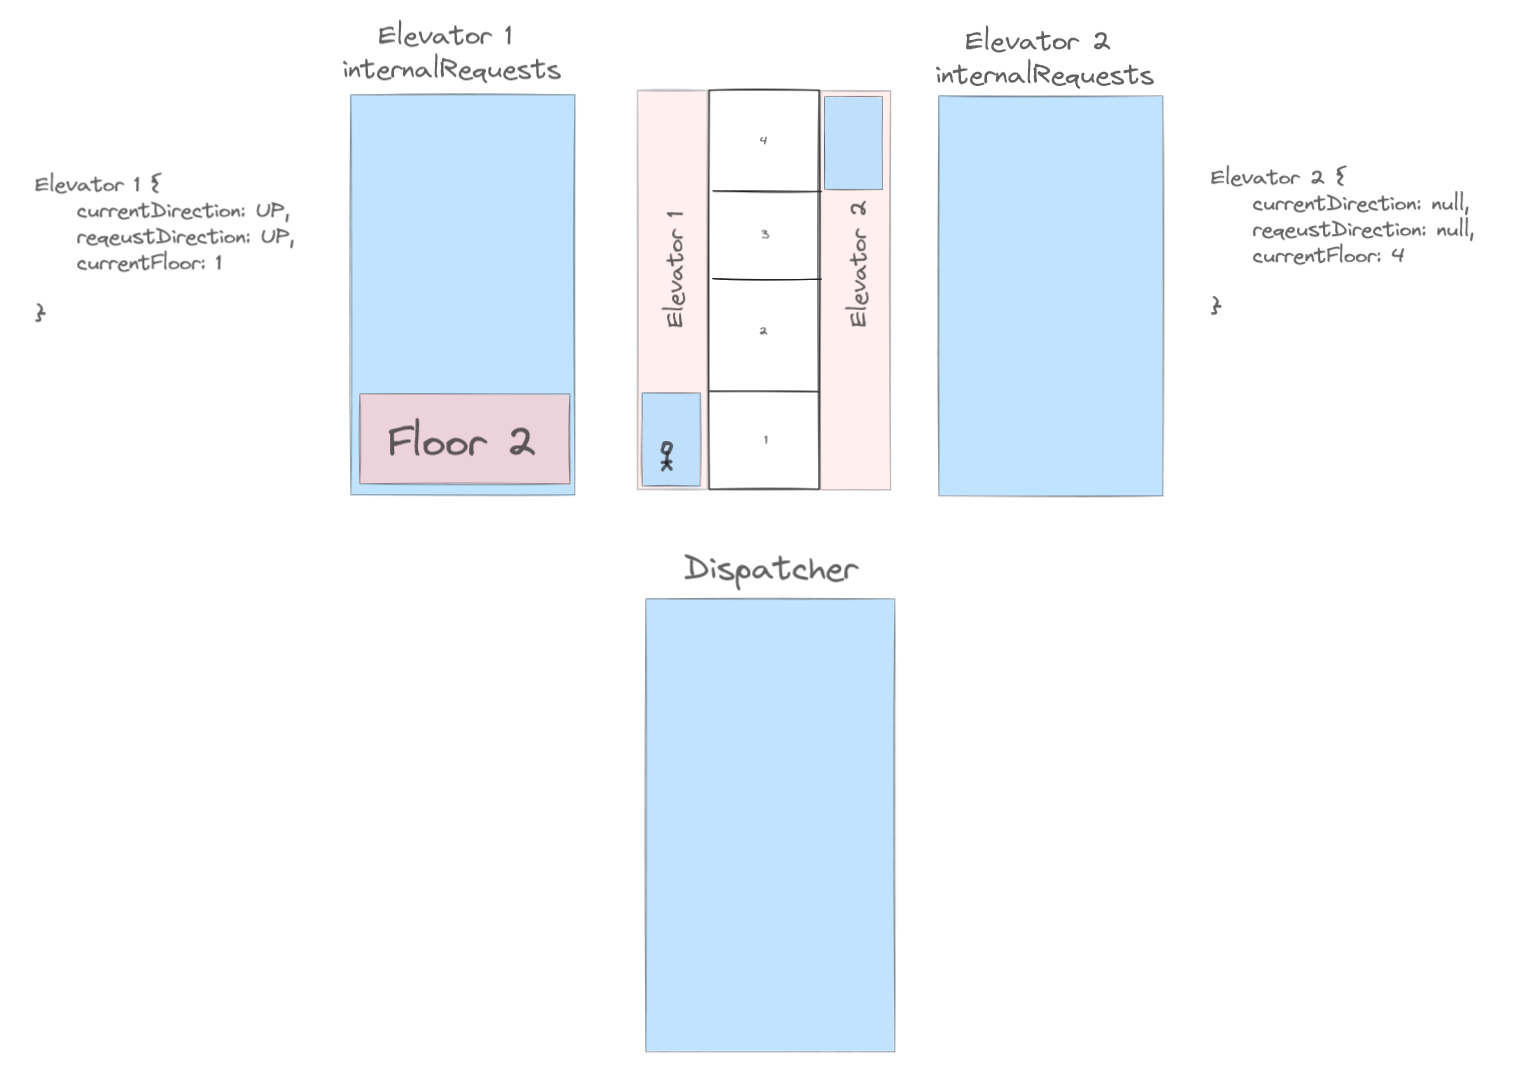 Elevator 1
internalRequests
Elevator 2
internalRequests
Elevator 1 {
currentDirection: UP,
reqeustDirection: UP,
currentFloor: 1
}
Floor 2
Elevator 1
4
3
2
1
Elevator 2
Elevator 2 {
currentDirection: null,
reqeustDirection: null,
currentFloor: 4
}
Dispatcher